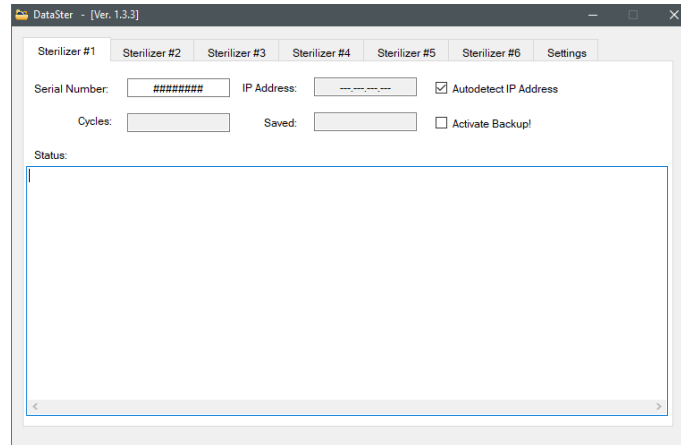 DataSter - [Ver. 1.3.3]
Sterilizer #1 Sterilizer #2 Sterilizer #3 Sterilizer #4 Sterilizer #5 Sterilizer #6 Settings
Serial Number: ######## IP Address: ---.---.---.--- Autodetect IP Address
Cycles: Saved: Activate Backup!
Status: